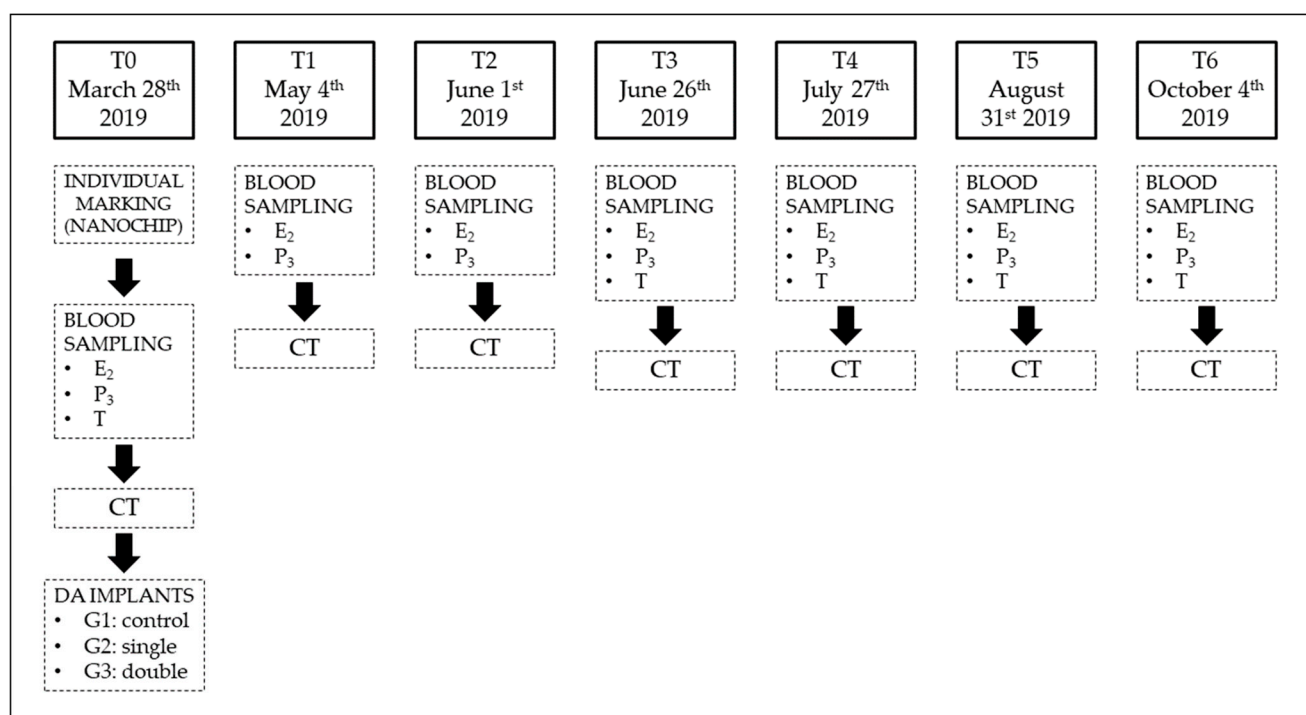 T0
March 28th
2019
INDIVIDUAL
MARKING
(NANOCHIP)
BLOOD
SAMPLING
• E₂
• P₃
• T
CT
DA IMPLANTS
• G1: control
• G2: single
• G3: double
T1
May 4th
2019
BLOOD
SAMPLING
• E₂
• P₃
CT
T2
June 1st
2019
BLOOD
SAMPLING
• E₂
• P₃
CT
T3
June 26th
2019
BLOOD
SAMPLING
• E₂
• P₃
• T
CT
T4
July 27th
2019
BLOOD
SAMPLING
• E₂
• P₃
• T
CT
T5
August
31st 2019
BLOOD
SAMPLING
• E₂
• P₃
• T
CT
T6
October 4th
2019
BLOOD
SAMPLING
• E₂
• P₃
• T
CT